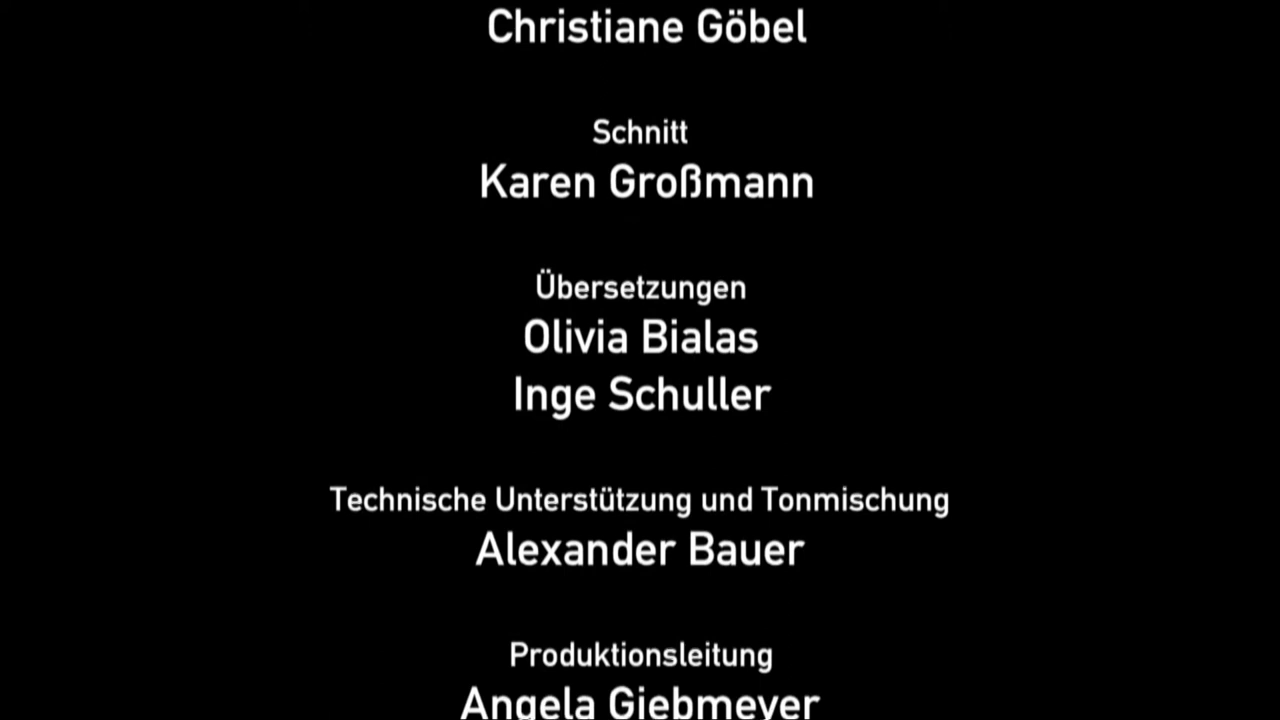 Christiane Göbel
Schnitt
Karen Großmann
Übersetzungen
Olivia Bialas
Inge Schuller
Technische Unterstützung und Tonmischung
Alexander Bauer
Produktionsleitung
Angela Giebmeyer